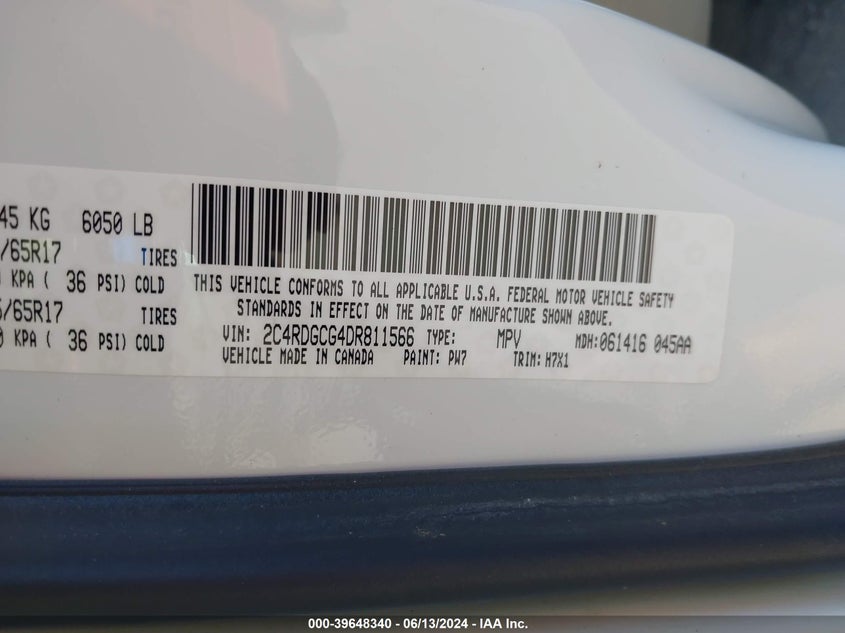 45 KG 6050 LB
/65R17 TIRES
KPA ( 36 PSI) COLD
/65R17 TIRES
KPA ( 36 PSI) COLD
THIS VEHICLE CONFORMS TO ALL APPLICABLE U.S.A. FEDERAL MOTOR VEHICLE SAFETY
STANDARDS IN EFFECT ON THE DATE OF MANUFACTURE SHOWN ABOVE.
VIN: 2C4RDGCG4DR811566 TYPE: MPV MDH:061416 045AA
VEHICLE MADE IN CANADA PAINT: PW7 TRIM: H7X1
000-39648340 - 06/13/2024 - IAA Inc.